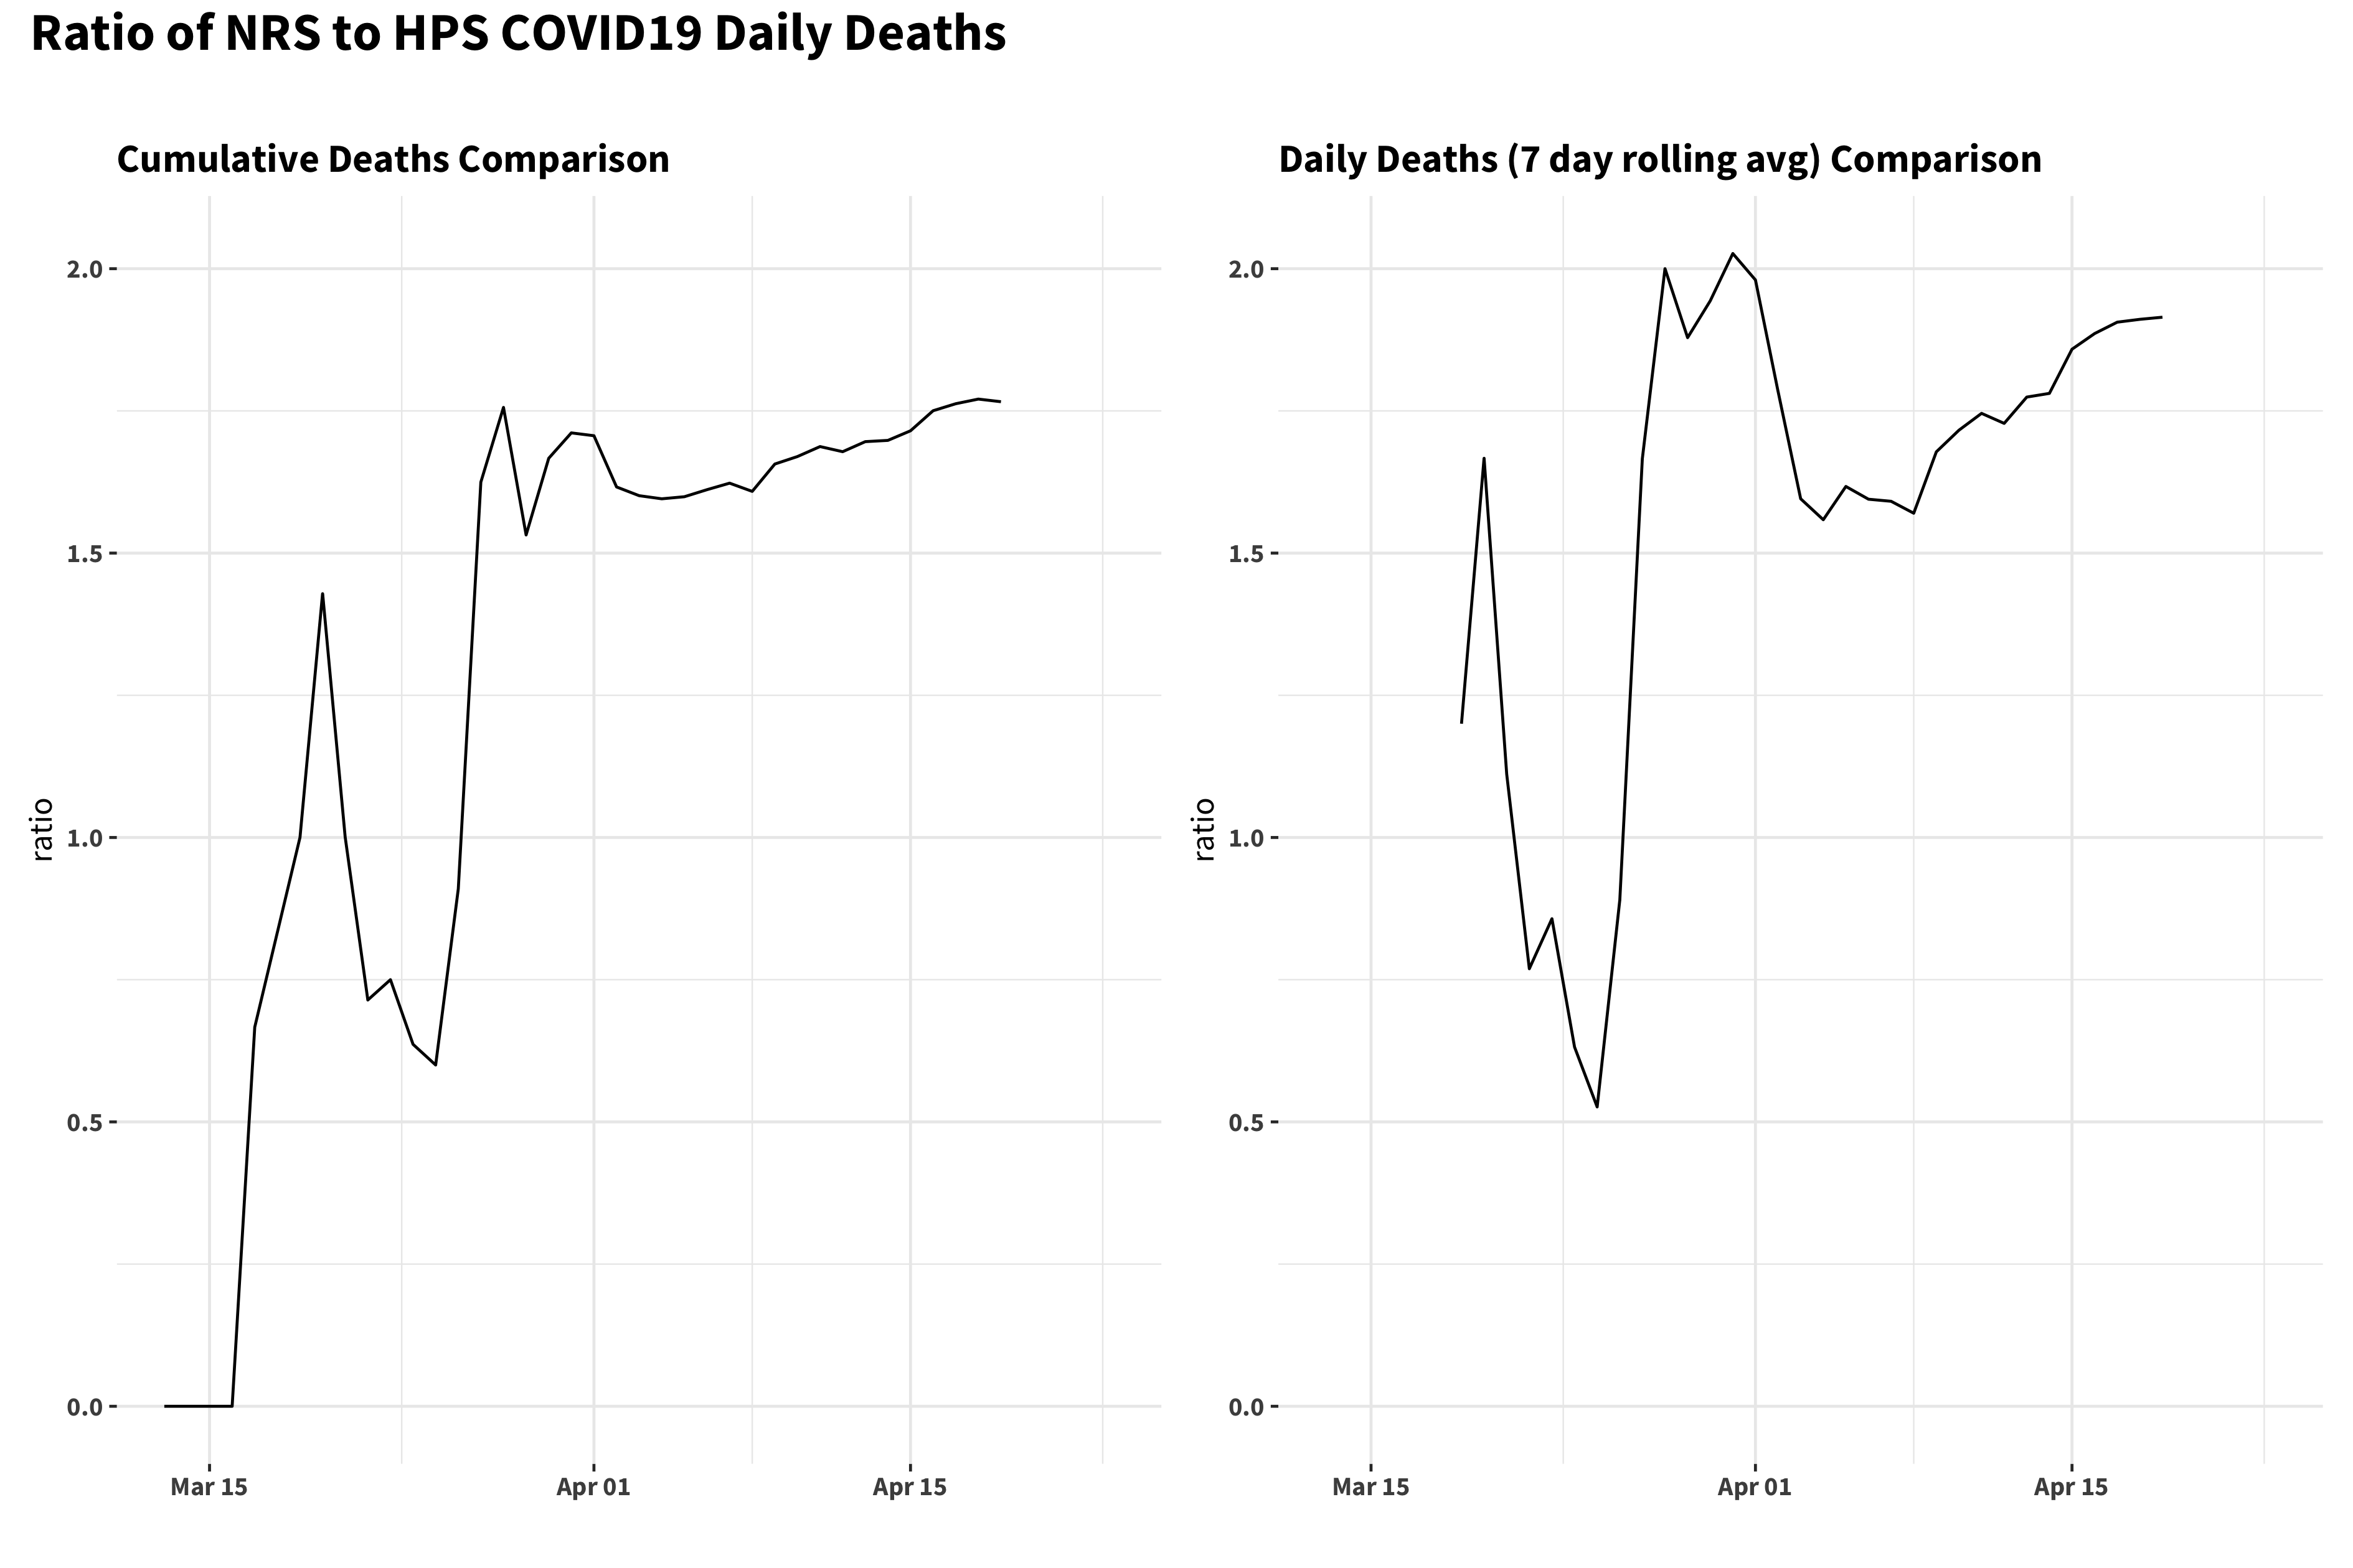 Ratio of NRS to HPS COVID19 Daily Deaths
Cumulative Deaths Comparison
2.0
1.5
1.0
0.5
0.0
ratio
Mar 15 Apr 01 Apr 15
Daily Deaths (7 day rolling avg) Comparison
2.0
1.5
1.0
0.5
0.0
ratio
Mar 15 Apr 01 Apr 15